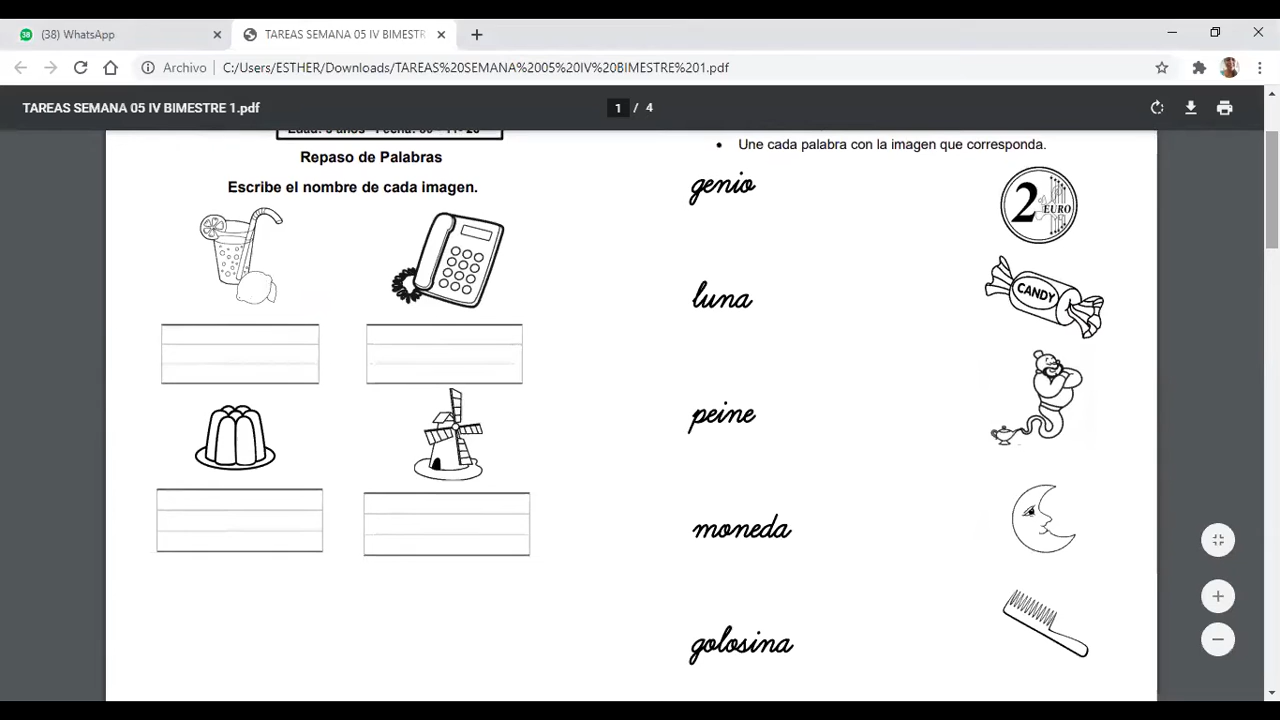 (38) WhatsApp
TAREAS SEMANA 05 IV BIMESTR
Archivo
C:/Users/ESTHER/Downloads/TAREAS%20SEMANA%2005%20IV%20BIMESTRE%201.pdf
TAREAS SEMANA 05 IV BIMESTRE 1.pdf
1 / 4
Repaso de Palabras
Escribe el nombre de cada imagen.
• Une cada palabra con la imagen que corresponda.
genio
2 EURO
luna
CANDY
peine
moneda
golosina